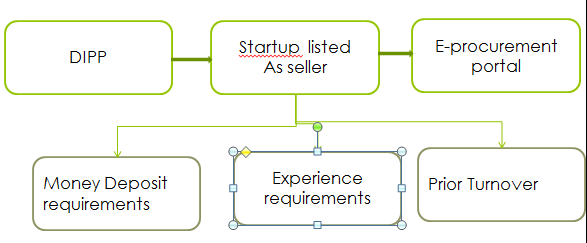 DIPP
Startup listed
As seller
E-procurement
portal
Money Deposit
requirements
Experience
requirements
Prior Turnover